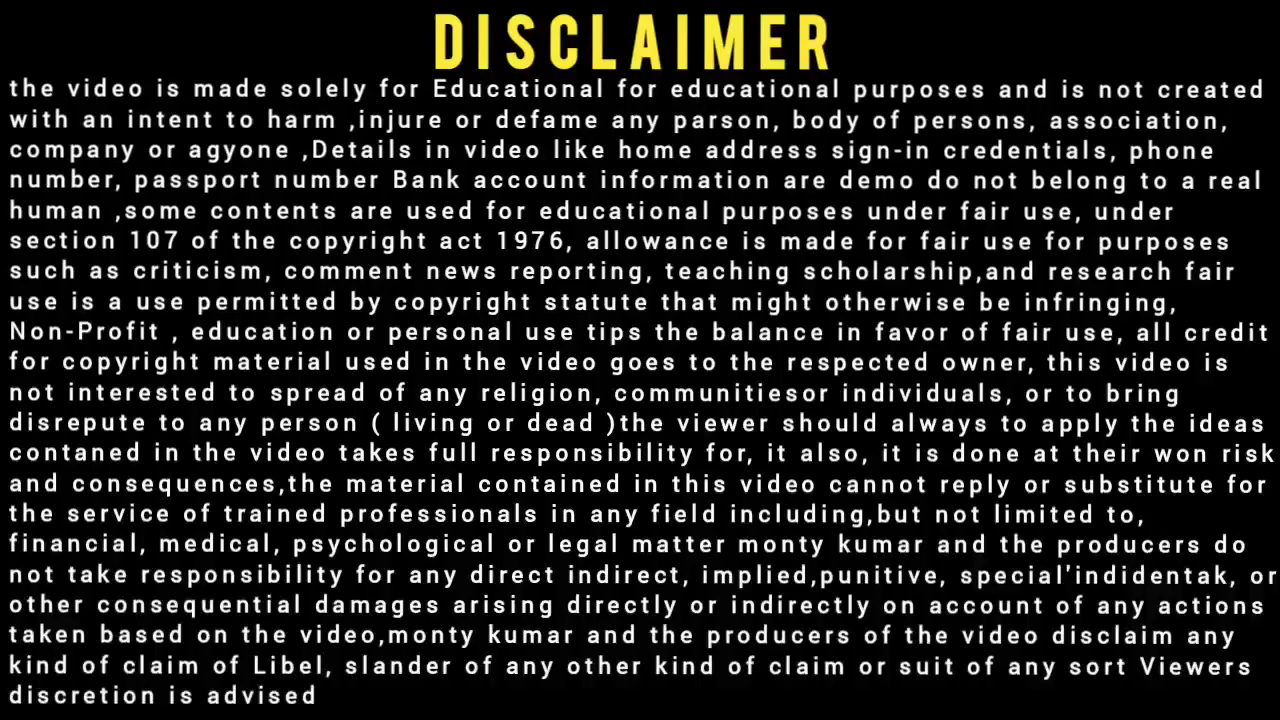 DISCLAIMER
the video is made solely for Educational for educational purposes and is not created
with an intent to harm ,injure or defame any parson, body of persons, association,
company or agyone ,Details in video like home address sign-in credentials, phone
number, passport number Bank account information are demo do not belong to a real
human ,some contents are used for educational purposes under fair use, under
section 107 of the copyright act 1976, allowance is made for fair use for purposes
such as criticism, comment news reporting, teaching scholarship,and research fair
use is a use permitted by copyright statute that might otherwise be infringing,
Non-Profit , education or personal use tips the balance in favor of fair use, all credit
for copyright material used in the video goes to the respected owner, this video is
not interested to spread of any religion, communitiesor individuals, or to bring
disrepute to any person ( living or dead )the viewer should always to apply the ideas
contaned in the video takes full responsibility for, it also, it is done at their won risk
and consequences,the material contained in this video cannot reply or substitute for
the service of trained professionals in any field including,but not limited to,
financial, medical, psychological or legal matter monty kumar and the producers do
not take responsibility for any direct indirect, implied,punitive, special'indidentak, or
other consequential damages arising directly or indirectly on account of any actions
taken based on the video,monty kumar and the producers of the video disclaim any
kind of claim of Libel, slander of any other kind of claim or suit of any sort Viewers
discretion is advised